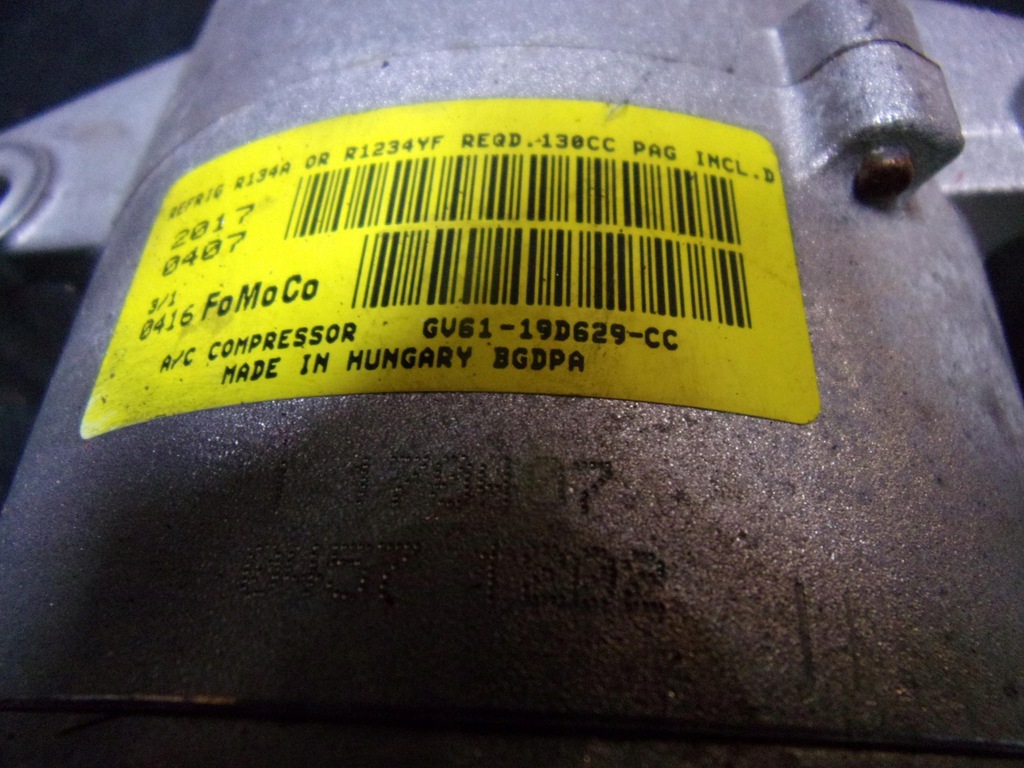 REFRIG R134A OR R1234YF REQD.-130CC PAG INCL.D
2017
0407
3/1
0416 FoMoCo
A/C COMPRESSOR GV61-19D629-CC
MADE IN HUNGARY BGDPA